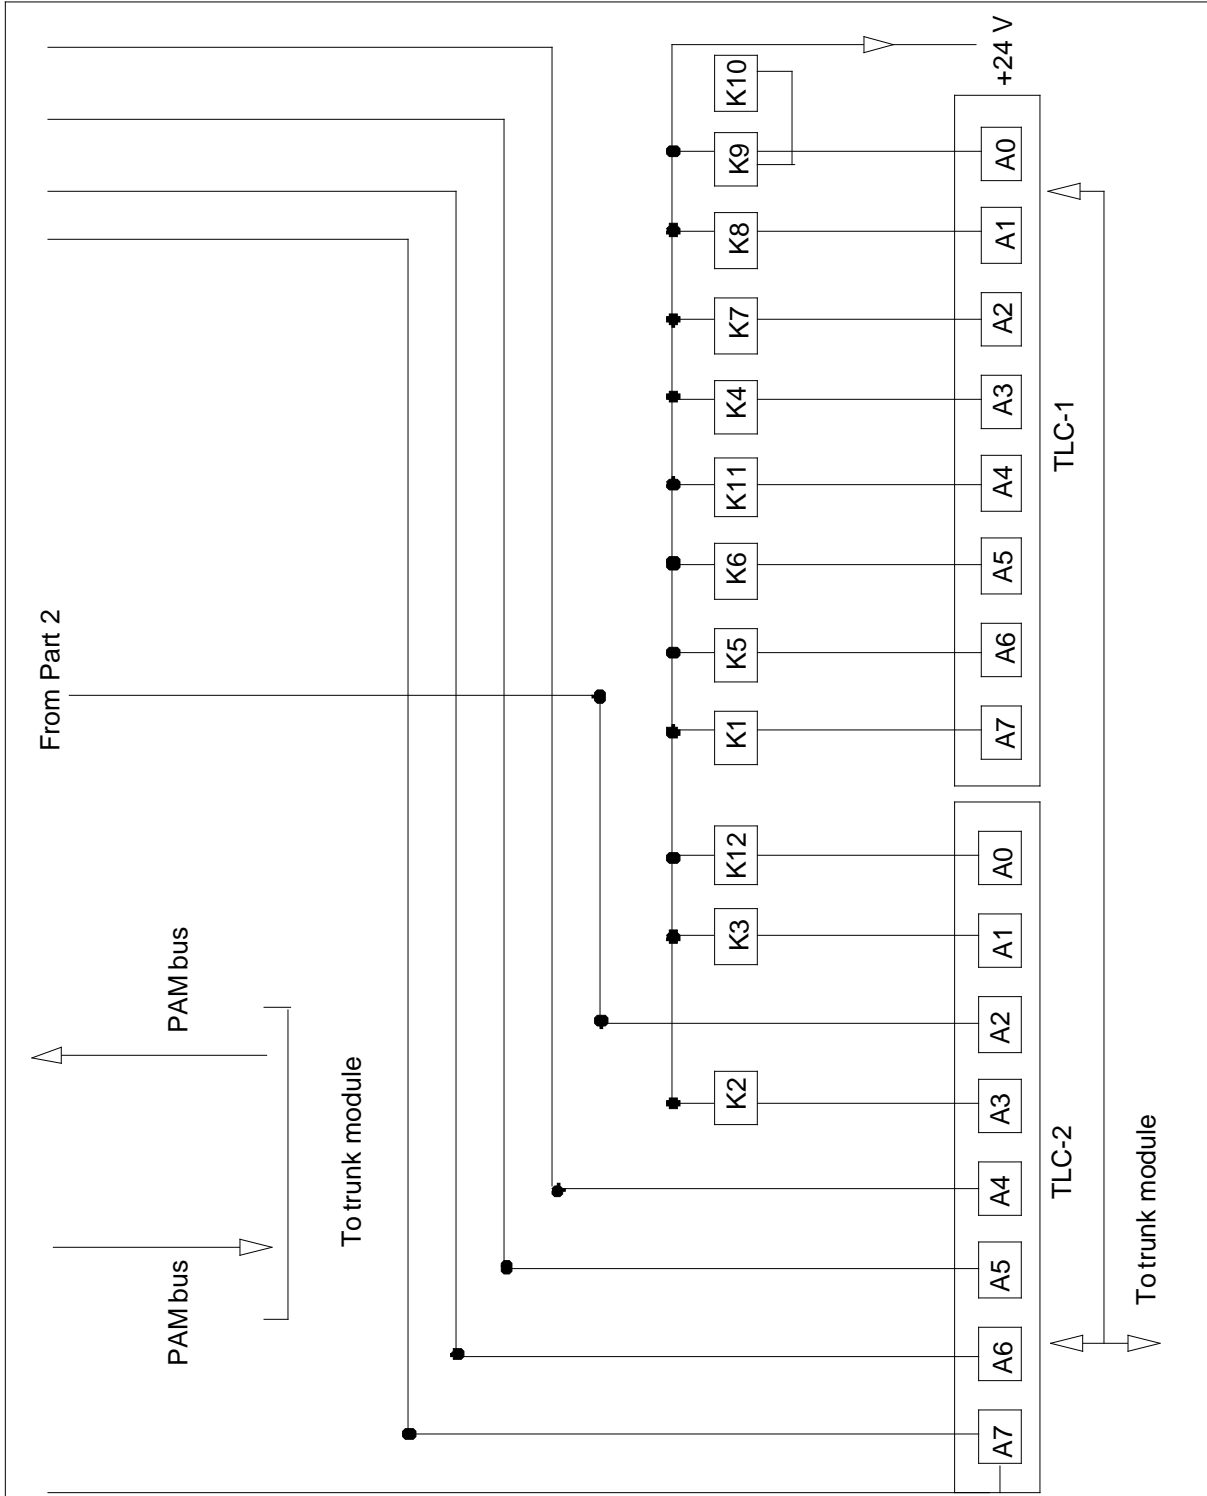 From Part 2
PAM bus
PAM bus
To trunk module
K2
K3
K12
K1
K5
K6
K11
K4
K7
K8
K9
K10
+24 V
A7
A6
A5
A4
A3
A2
A1
A0
A7
A6
A5
A4
A3
A2
A1
A0
TLC-2
TLC-1
To trunk module